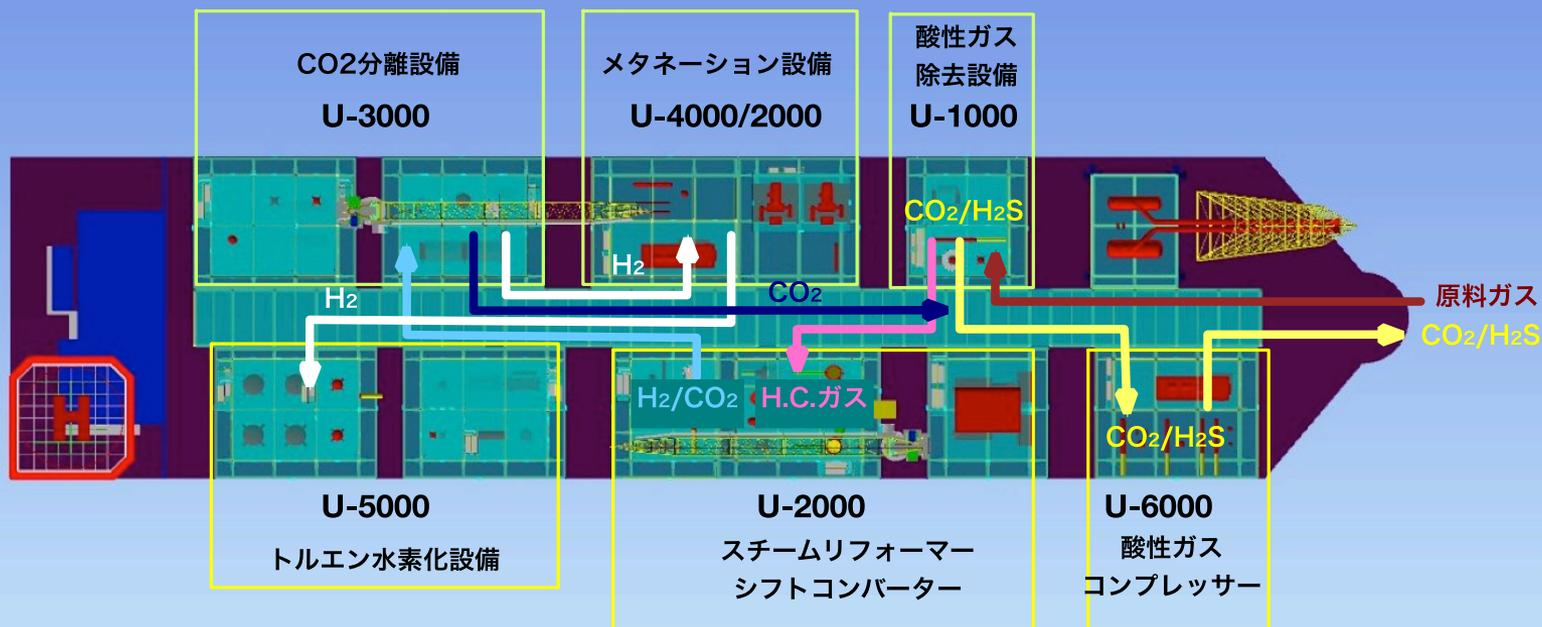 CO2分離設備
U-3000
メタネーション設備
U-4000/2000
酸性ガス
除去設備
U-1000
CO2/H2S
H2
H2
CO2
原料ガス
CO2/H2S
H2/CO2
H.C.ガス
CO2/H2S
H
U-5000
トルエン水素化設備
U-2000
スチームリフォーマー
シフトコンバーター
U-6000
酸性ガス
コンプレッサー